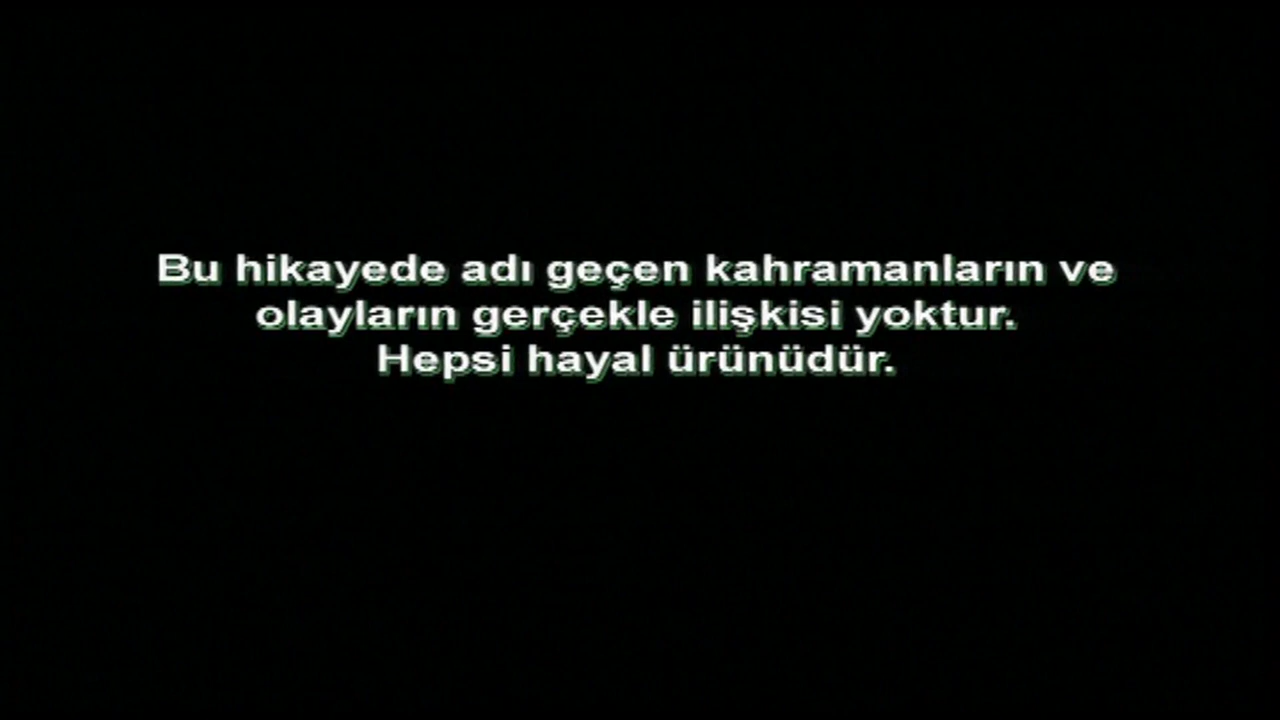 Bu hikayede adı geçen kahramanların ve
olayların gerçekle ilişkisi yoktur.
Hepsi hayal ürünüdür.